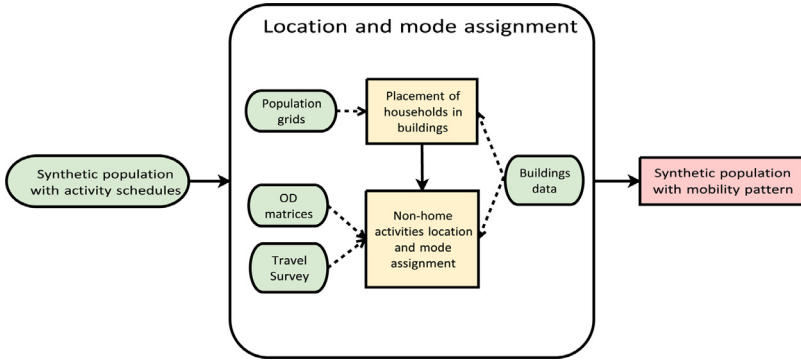 Location and mode assignment
Population
grids
Placement of
households in
buildings
Synthetic population
with activity schedules
Buildings
data
Synthetic population
with mobility pattern
OD
matrices
Non-home
activities location
and mode
assignment
Travel
Survey